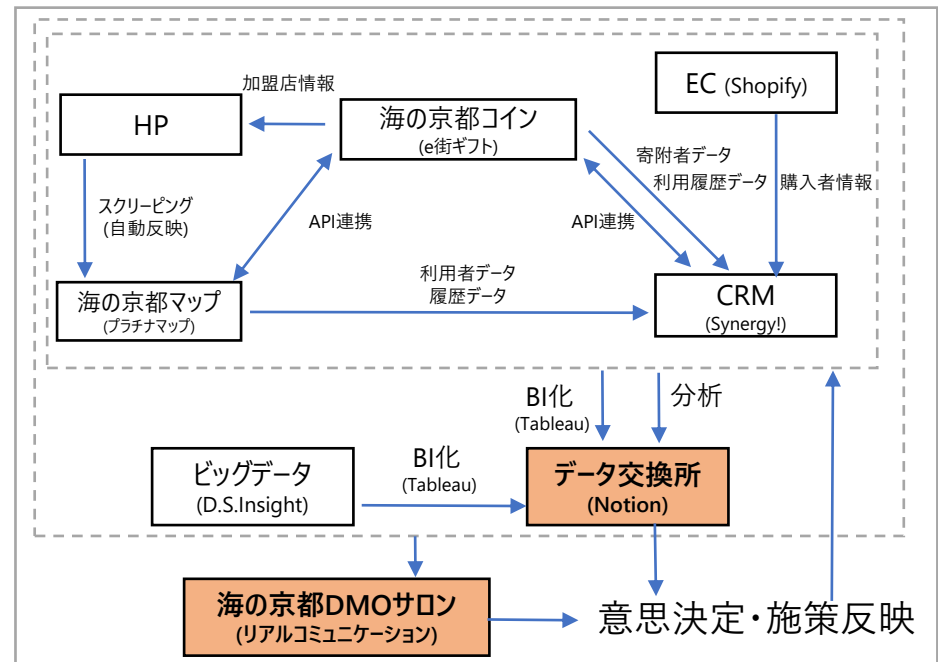 加盟店情報
EC (Shopify)
HP
海の京都コイン
(e街ギフト)
寄附者データ
利用履歴データ
購入者情報
スクリーピング
(自動反映)
API連携
API連携
利用者データ
履歴データ
海の京都マップ
(プラチナマップ)
CRM
(Synergy!)
BI化
(Tableau)
分析
ビッグデータ
(D.S.Insight)
BI化
(Tableau)
データ交換所
(Notion)
海の京都DMOサロン
(リアルコミュニケーション)
意思決定・施策反映